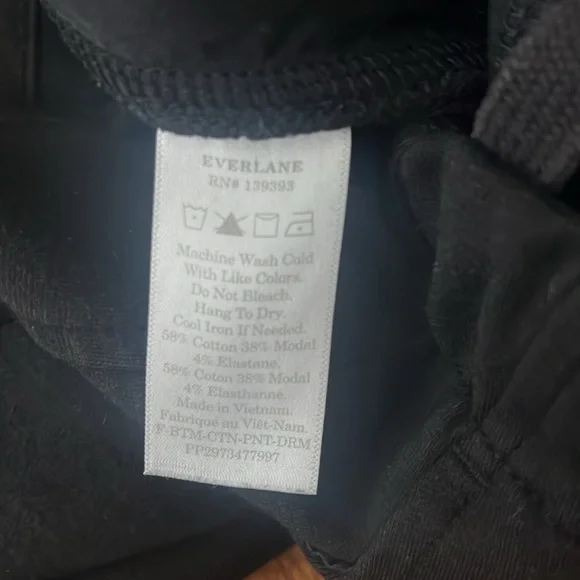 EVERLANE
RN# 139393
Machine Wash Cold
With Like Colors.
Do Not Bleach.
Hang To Dry.
Cool Iron If Needed.
58% Cotton 38% Modal
4% Elastane.
58% Coton 38% Modal
4% Elasthanne.
Made in Vietnam.
Fabriqué au Viêt-Nam.
F-BTM-CTN-PNT-DRM
PP2973477997